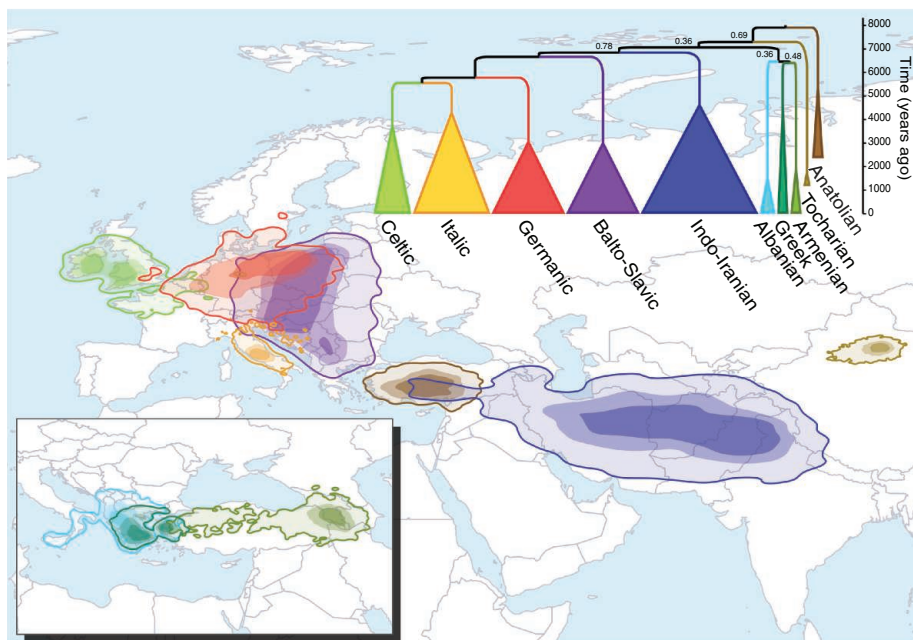 0.78
0.36
0.69
0.36
0.48
8000
7000
6000
5000
4000
3000
2000
1000
0
Time (years ago)
Celtic
Italic
Germanic
Balto-Slavic
Indo-Iranian
Albanian
Greek
Armenian
Tocharian
Anatolian